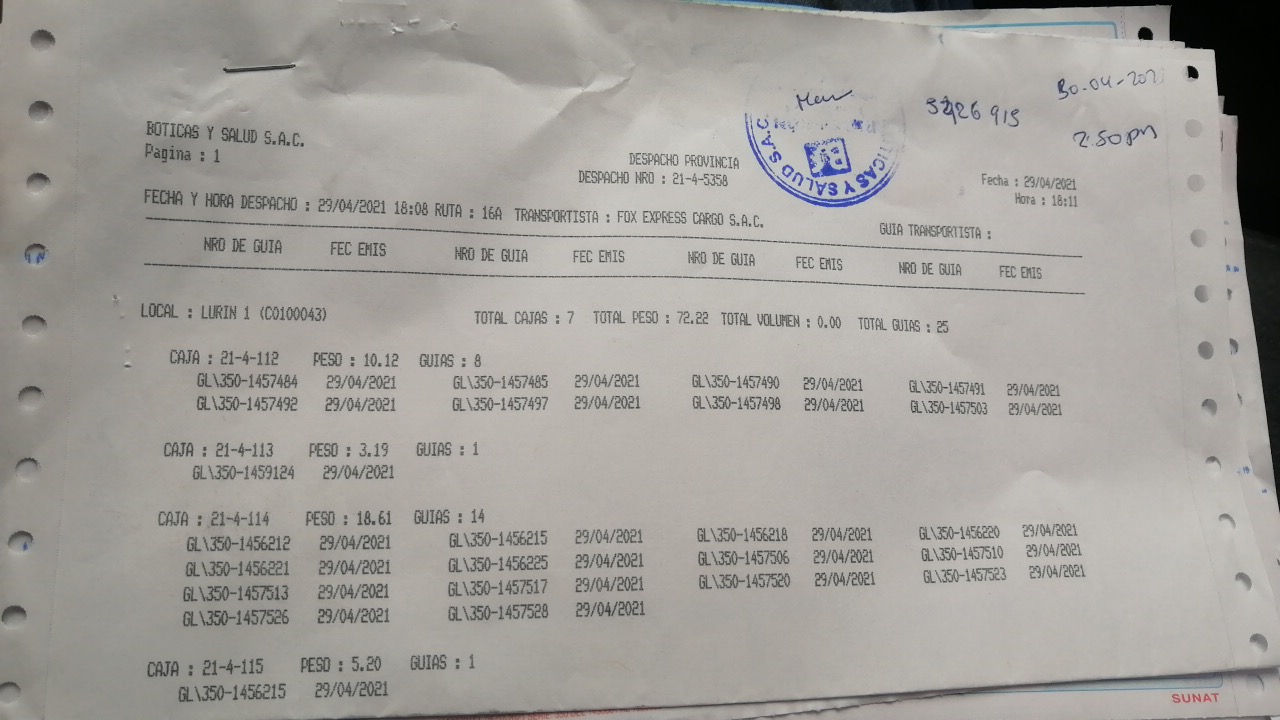 BOTICAS Y SALUD S.A.C.
Pagina : 1
DESPACHO PROVINCIA
DESPACHO NRO : 21-4-5358
BOTICAS Y SALUD S.A.C.
30-04-2021
2:50pm
Fecha : 29/04/2021
Hora : 18:11
FECHA Y HORA DESPACHO : 29/04/2021 18:08 RUTA : 16A TRANSPORTISTA : FOX EXPRESS CARGO S.A.C. GUIA TRANSPORTISTA :
NRO DE GUIA FEC EMIS NRO DE GUIA FEC EMIS NRO DE GUIA FEC EMIS NRO DE GUIA FEC EMIS
LOCAL : LURIN 1 (C0100043) TOTAL CAJAS : 7 TOTAL PESO : 72.22 TOTAL VOLUMEN : 0.00 TOTAL GUIAS : 25
CAJA : 21-4-112 PESO : 10.12 GUIAS : 8
GL\350-1457484 29/04/2021 GL\350-1457485 29/04/2021 GL\350-1457490 29/04/2021 GL\350-1457491 29/04/2021
GL\350-1457492 29/04/2021 GL\350-1457497 29/04/2021 GL\350-1457498 29/04/2021 GL\350-1457503 29/04/2021
CAJA : 21-4-113 PESO : 3.19 GUIAS : 1
GL\350-1459124 29/04/2021
CAJA : 21-4-114 PESO : 18.61 GUIAS : 14
GL\350-1456212 29/04/2021 GL\350-1456215 29/04/2021 GL\350-1456218 29/04/2021 GL\350-1456220 29/04/2021
GL\350-1456221 29/04/2021 GL\350-1456225 29/04/2021 GL\350-1457506 29/04/2021 GL\350-1457510 29/04/2021
GL\350-1457513 29/04/2021 GL\350-1457517 29/04/2021 GL\350-1457520 29/04/2021 GL\350-1457523 29/04/2021
GL\350-1457526 29/04/2021 GL\350-1457528 29/04/2021
CAJA : 21-4-115 PESO : 5.20 GUIAS : 1
GL\350-1456215 29/04/2021
SUNAT